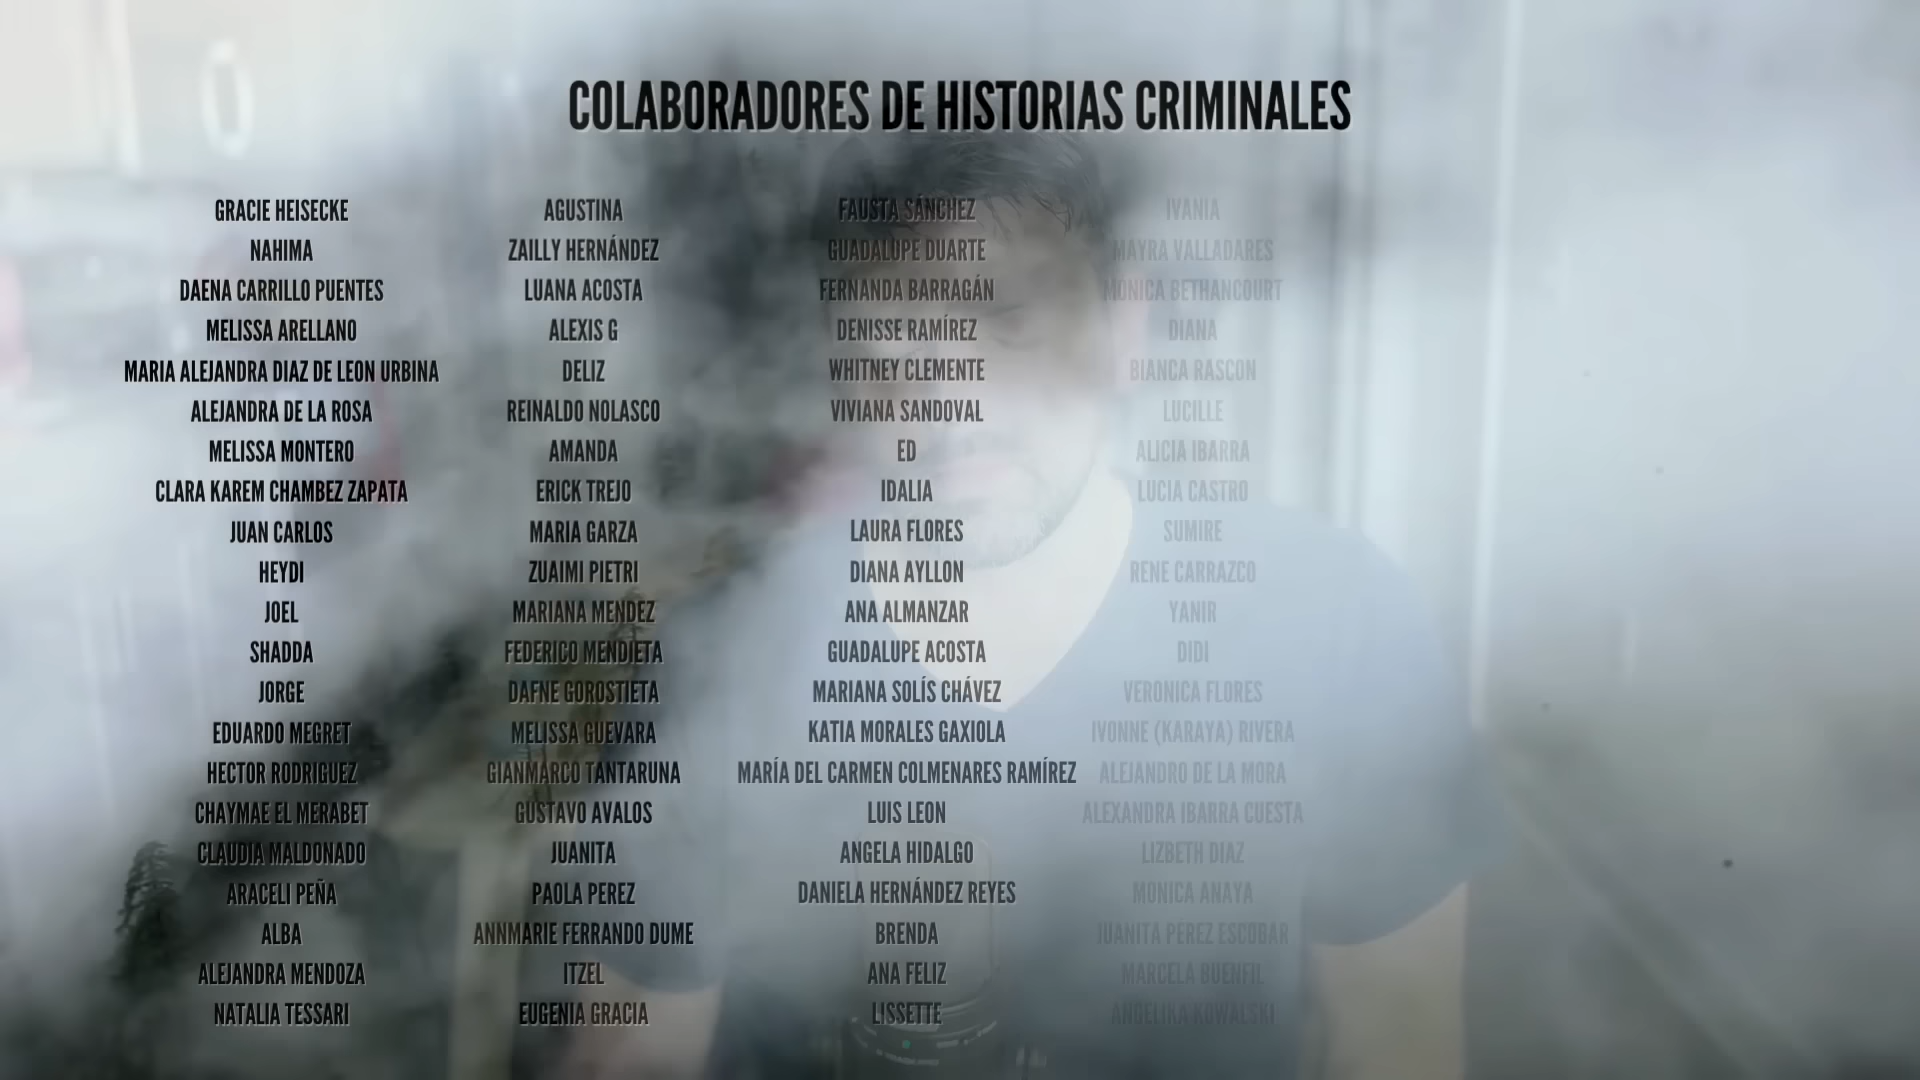 COLABORADORES DE HISTORIAS CRIMINALES
GRACIE HEISECKE
NAHIMA
DAENA CARRILLO PUENTES
MELISSA ARELLANO
MARIA ALEJANDRA DIAZ DE LEON URBINA
ALEJANDRA DE LA ROSA
MELISSA MONTERO
CLARA KAREM CHAMBEZ ZAPATA
JUAN CARLOS
HEYDI
JOEL
SHADDA
JORGE
EDUARDO MEGRET
HECTOR RODRIGUEZ
CHAYMAE EL MERABET
CLAUDIA MALDONADO
ARACELI PEÑA
ALBA
ALEJANDRA MENDOZA
NATALIA TESSARI
AGUSTINA
ZAILLY HERNÁNDEZ
LUANA ACOSTA
ALEXIS G
DELIZ
REINALDO NOLASCO
AMANDA
ERICK TREJO
MARIA GARZA
ZUAIMI PIETRI
MARIANA MENDEZ
FEDERICO MENDIETA
DAFNE GOROSTIETA
MELISSA GUEVARA
GIANMARCO TANTARUNA
GUSTAVO AVALOS
JUANITA
PAOLA PEREZ
ANNMARIE FERRANDO DUME
ITZEL
EUGENIA GRACIA
FAUSTA SÁNCHEZ
GUADALUPE DUARTE
FERNANDA BARRAGÁN
DENISSE RAMÍREZ
WHITNEY CLEMENTE
VIVIANA SANDOVAL
ED
IDALIA
LAURA FLORES
DIANA AYLLON
ANA ALMANZAR
GUADALUPE ACOSTA
MARIANA SOLÍS CHÁVEZ
KATIA MORALES GAXIOLA
MARÍA DEL CARMEN COLMENARES RAMÍREZ
LUIS LEON
ANGELA HIDALGO
DANIELA HERNÁNDEZ REYES
BRENDA
ANA FELIZ
LISSETTE
IVANIA
MAYRA VALLADARES
MONICA BETHANCOURT
DIANA
BIANCA RASCON
LUCILLE
ALICIA IBARRA
LUCIA CASTRO
SUMIRE
RENE CARRAZCO
YANIR
DIDI
VERONICA FLORES
IVONNE (KARAYA) RIVERA
ALEJANDRO DE LA MORA
ALEXANDRA IBARRA CUESTA
LIZBETH DIAZ
MONICA ANAYA
JUANITA PÉREZ ESCOBAR
MARCELA BUENFIL
ANGELIKA KOWALSKI